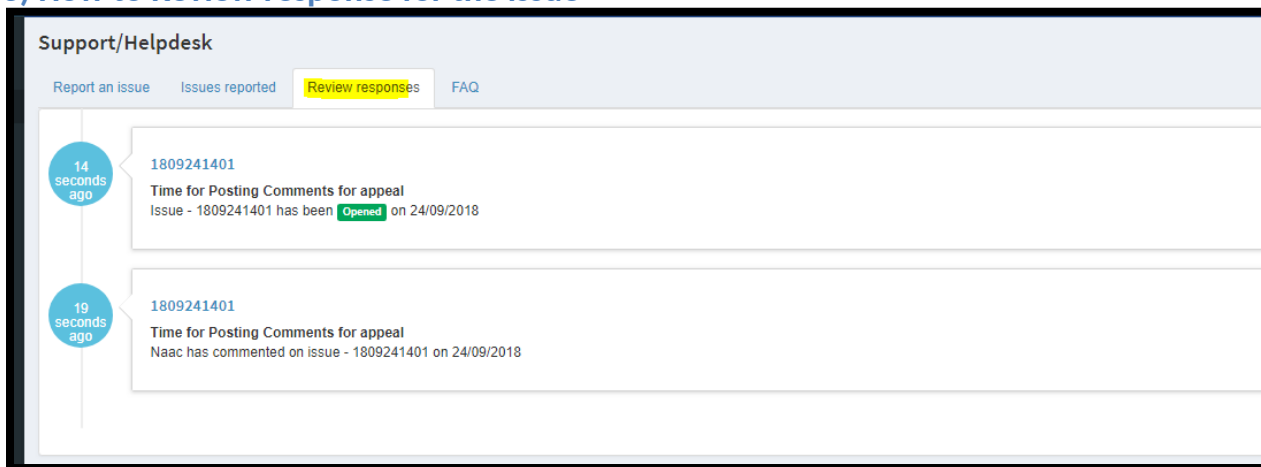 Support/Helpdesk
Report an issue Issues reported Review responses FAQ
14
seconds
ago
1809241401
Time for Posting Comments for appeal
Issue - 1809241401 has been Opened on 24/09/2018
19
seconds
ago
1809241401
Time for Posting Comments for appeal
Naac has commented on issue - 1809241401 on 24/09/2018